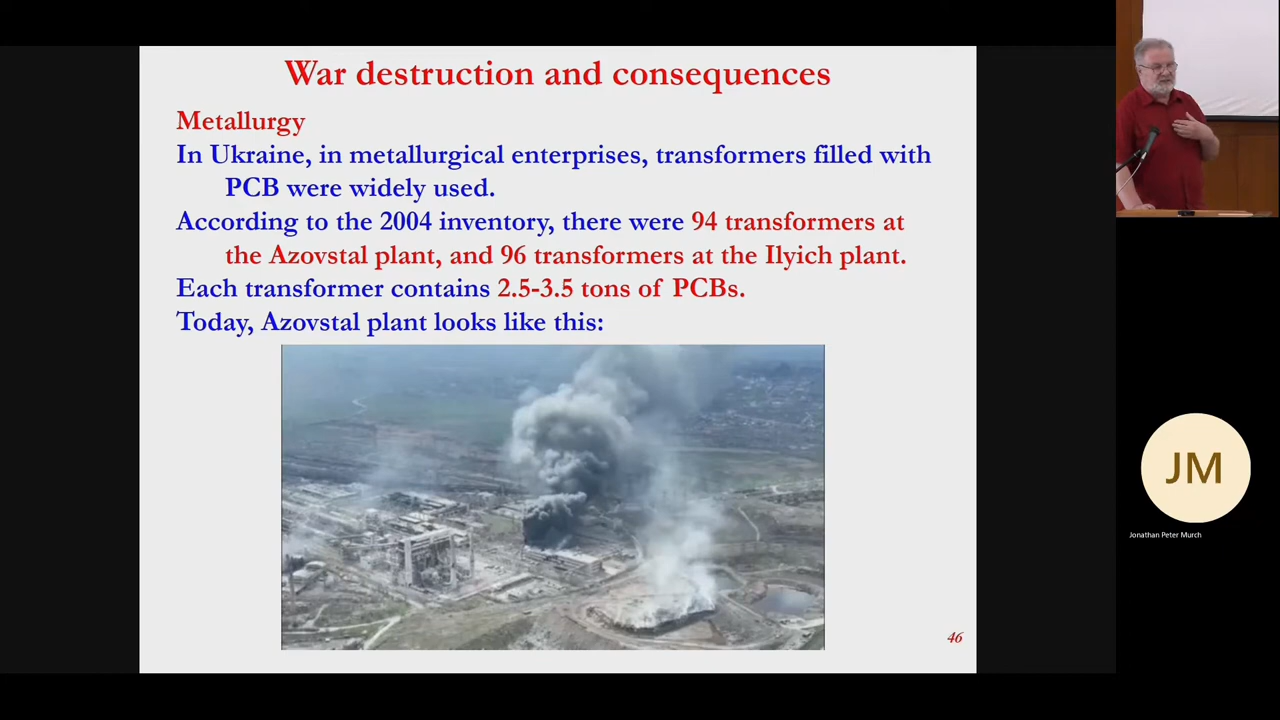 War destruction and consequences
Metallurgy
In Ukraine, in metallurgical enterprises, transformers filled with
PCB were widely used.
According to the 2004 inventory, there were 94 transformers at
the Azovstal plant, and 96 transformers at the Ilyich plant.
Each transformer contains 2.5-3.5 tons of PCBs.
Today, Azovstal plant looks like this:
46
JM
Jonathan Peter Murch